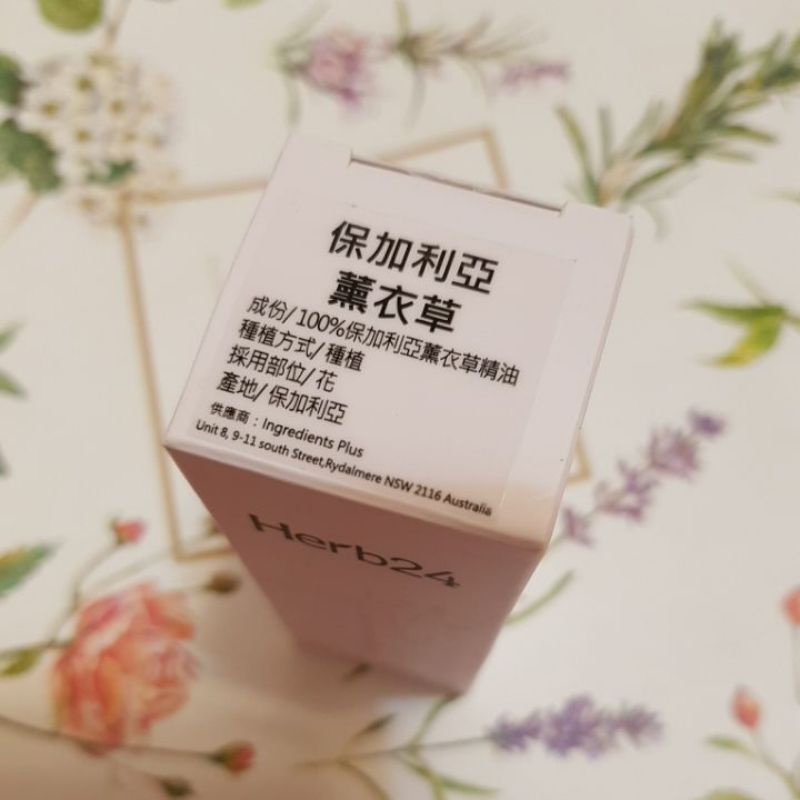 保加利亞
薰衣草
成份/100%保加利亞薰衣草精油
種植方式/種植
採用部位/花
產地/保加利亞
供應商：Ingredients Plus
Unit 8, 9-11 south Street,Rydalmere NSW 2116 Australia
Herb24